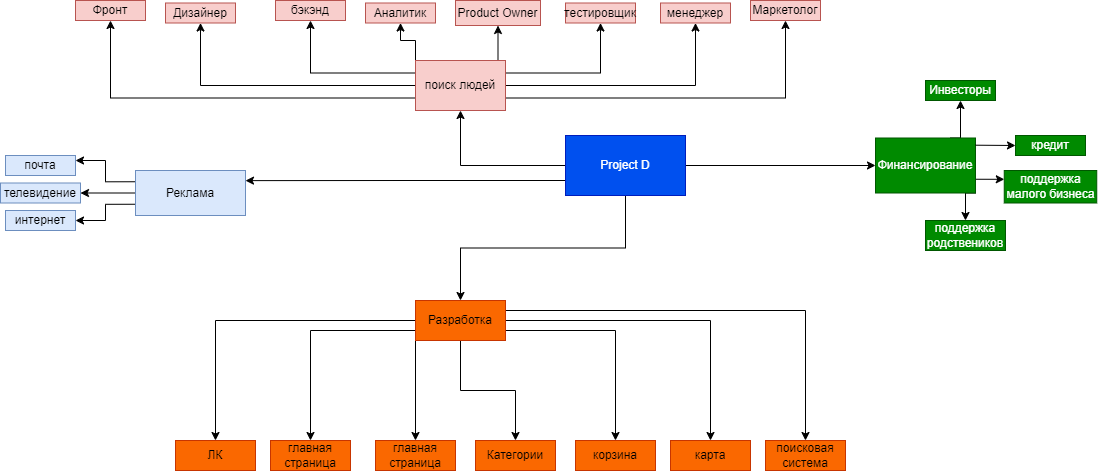 Фронт
Дизайнер
бэкэнд
Аналитик
Product Owner
тестировщик
менеджер
Маркетолог
поиск людей
Инвесторы
Project D
Финансирование
кредит
поддержка
малого бизнеса
поддержка
родствеников
почта
телевидение
интернет
Реклама
Разработка
ЛК
главная
страница
главная
страница
Категории
корзина
карта
поисковая
система